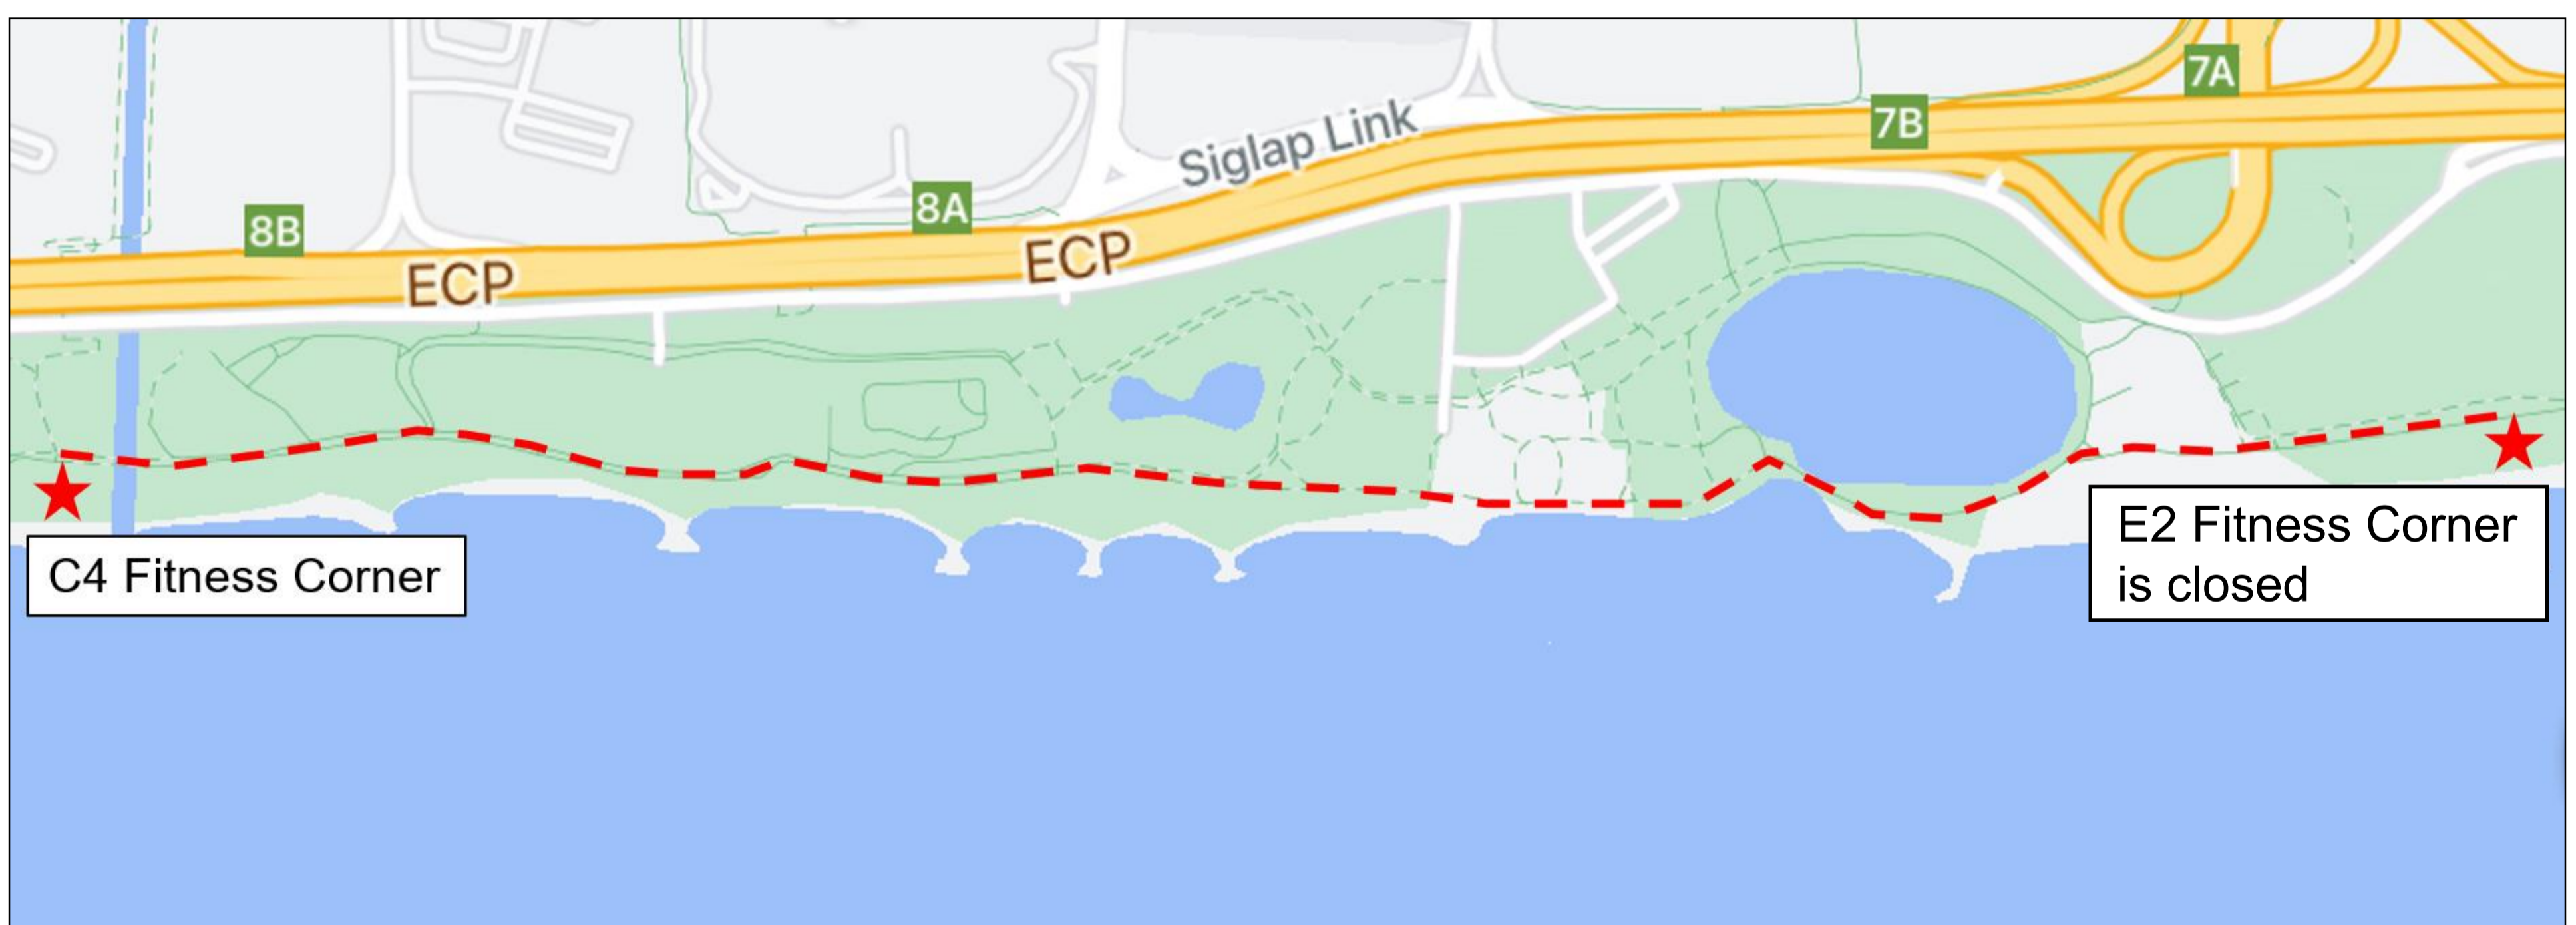 7A
7B
Siglap Link
8A
8B
ECP
ECP
C4 Fitness Corner
E2 Fitness Corner
is closed